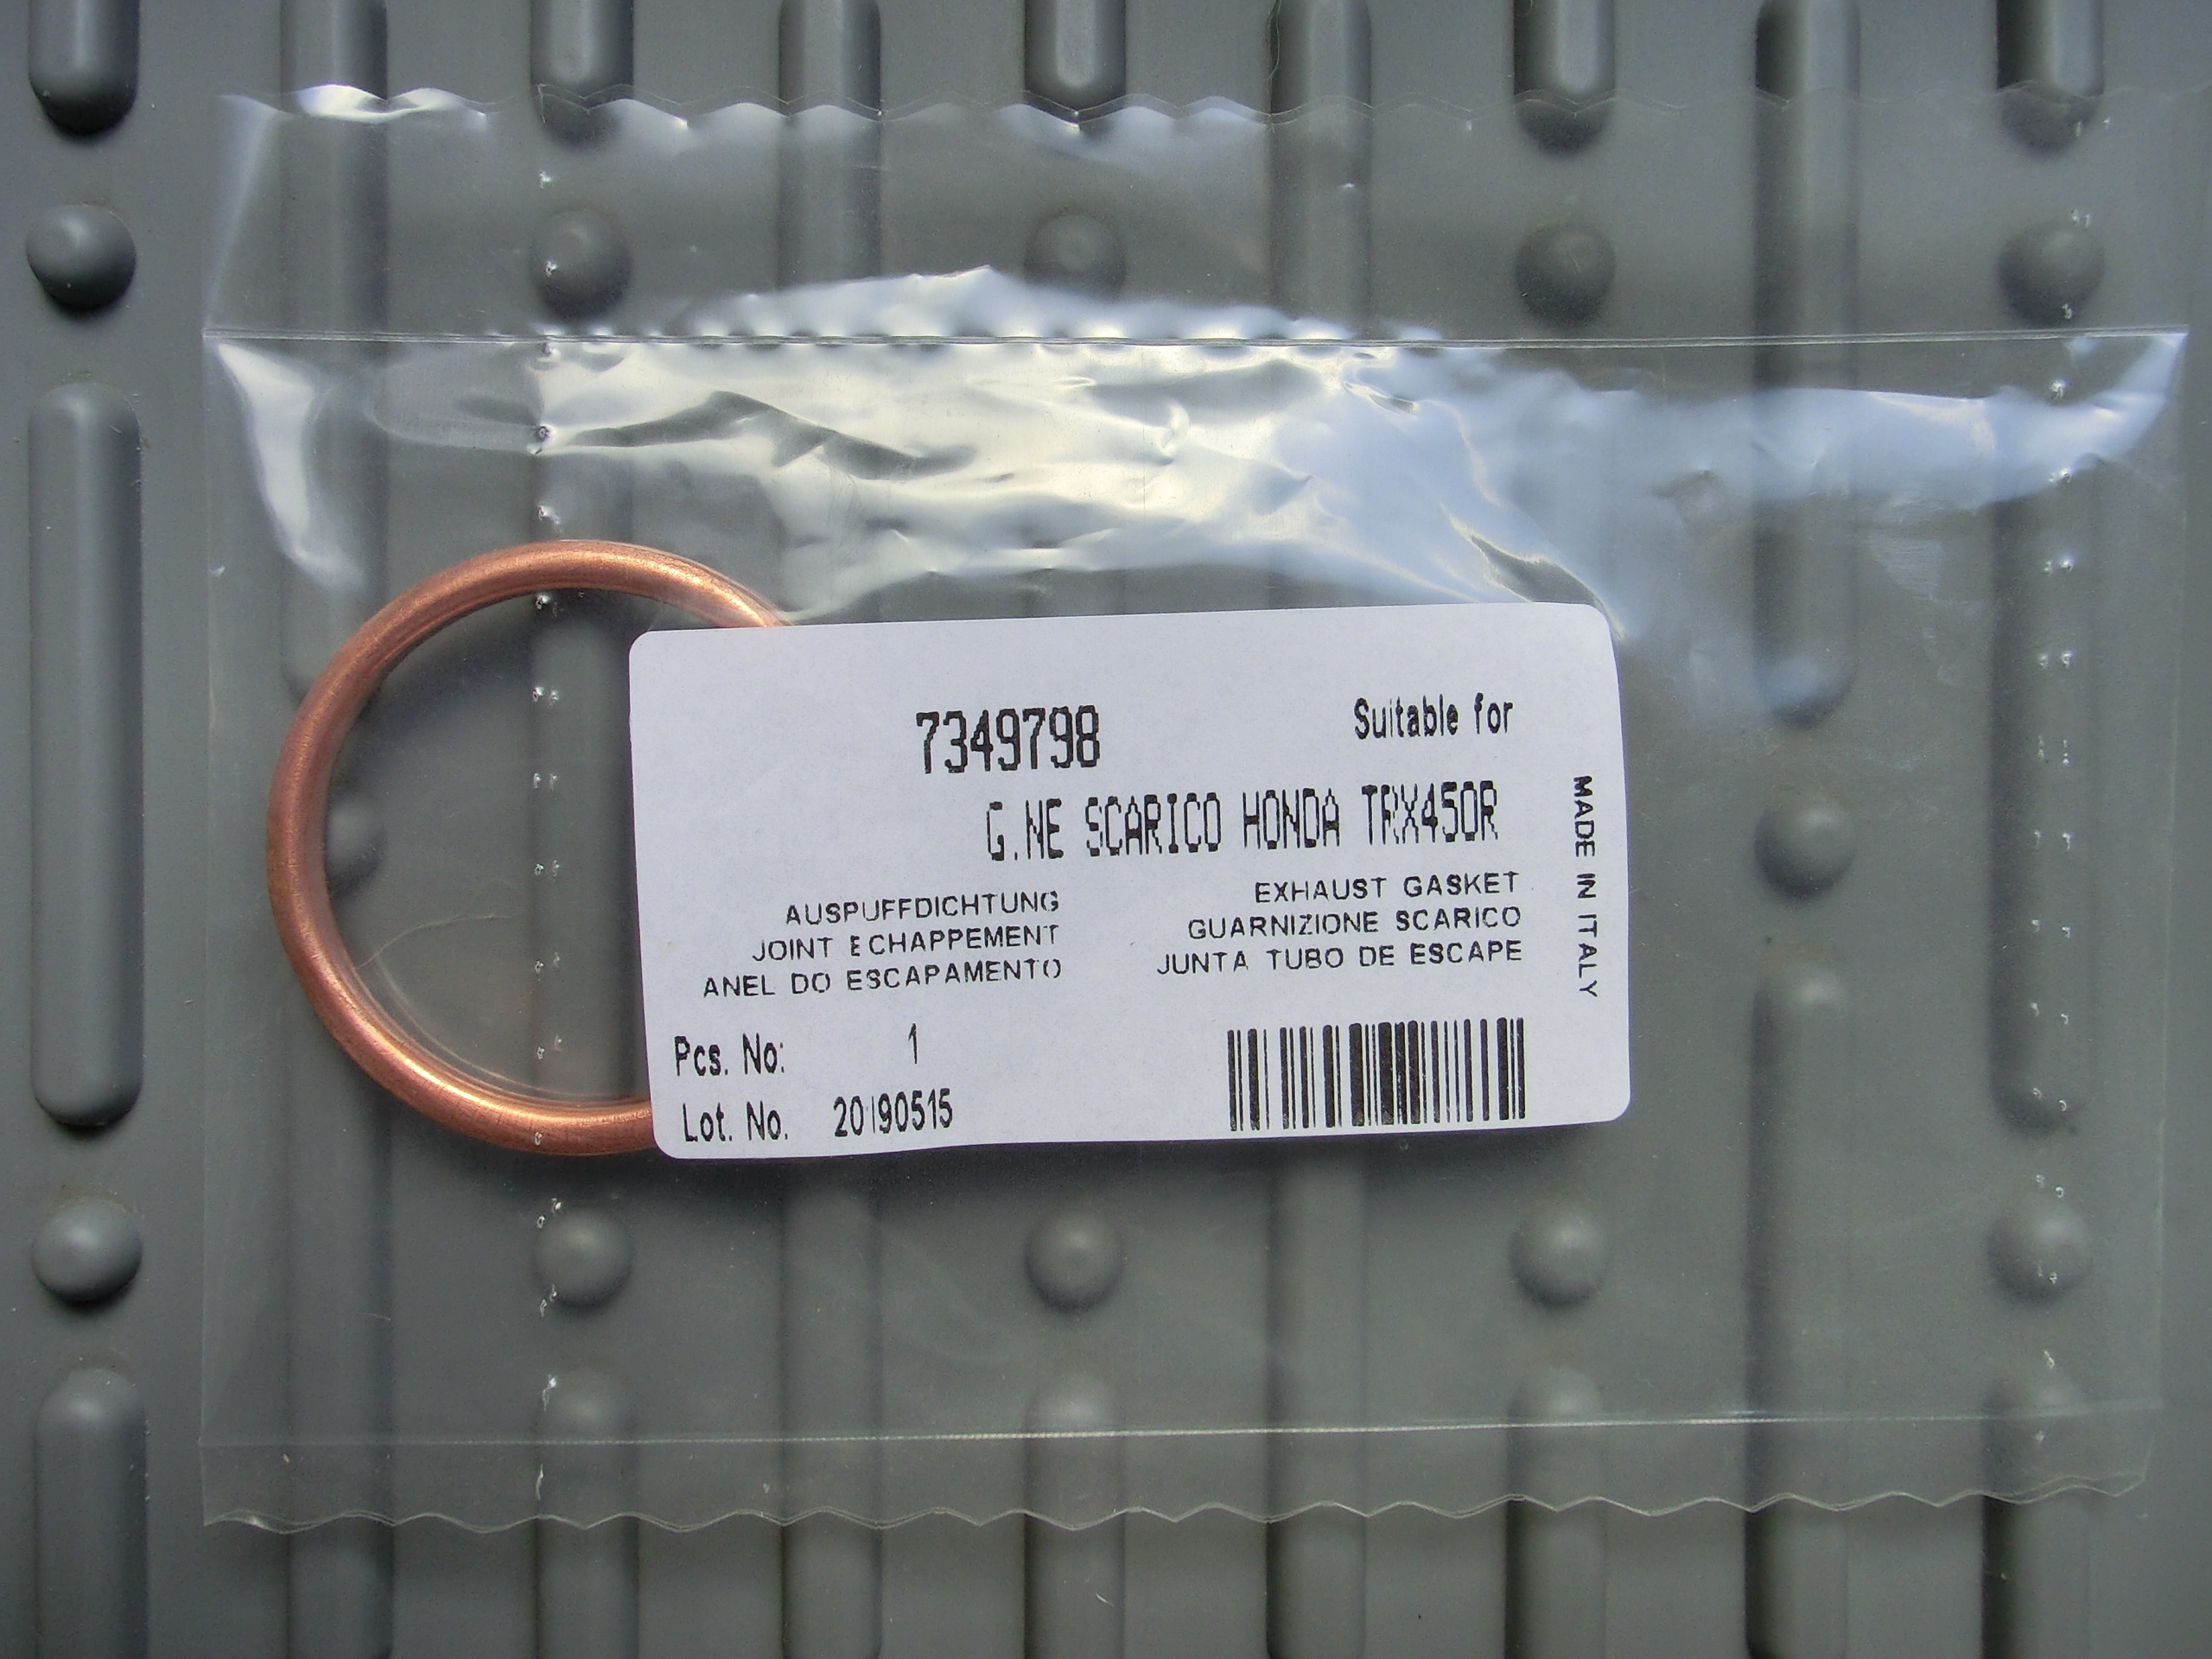 7349798
Suitable for
G.NE SCARICO HONDA TRX450R
AUSPUFFDICHTUNG
JOINT ECHAPPEMENT
ANEL DO ESCAPAMENTO
EXHAUST GASKET
GUARNIZIONE SCARICO
JUNTA TUBO DE ESCAPE
MADE IN ITALY
Pcs. No: 1
Lot. No. 20190515